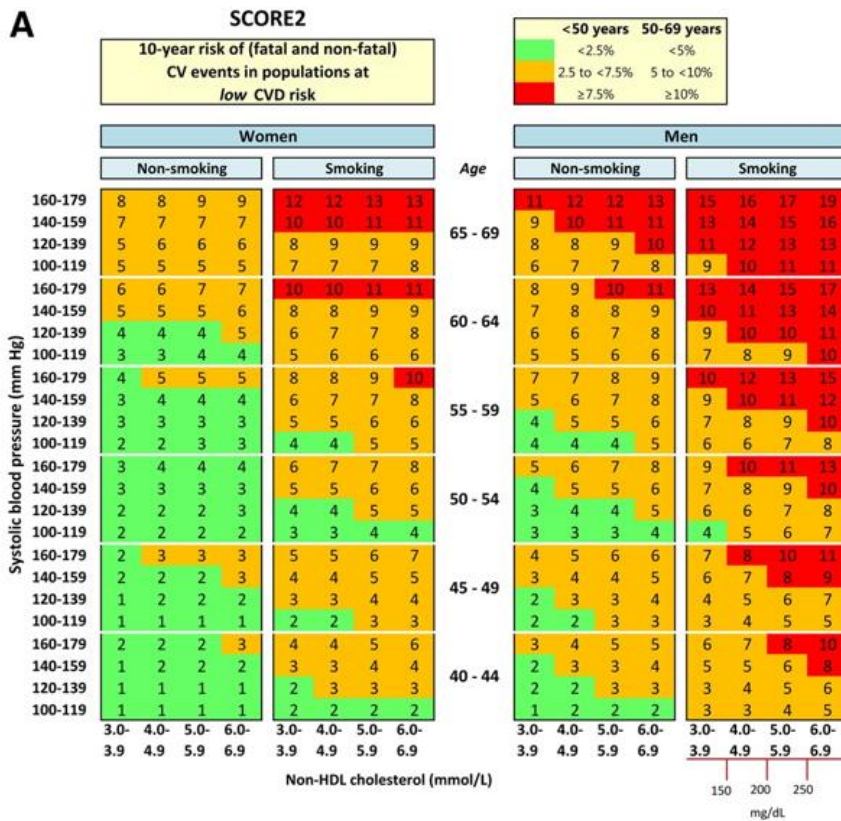 A
SCORE2
10-year risk of (fatal and non-fatal)
CV events in populations at
low CVD risk
<50 years 50-69 years
<2.5% <5%
2.5 to <7.5% 5 to <10%
≥7.5% ≥10%
Women Men
Non-smoking Smoking Age Non-smoking Smoking
Systolic blood pressure (mm Hg)
160-179 8 8 9 9 12 12 13 13 11 12 12 13 15 16 17 19
140-159 7 7 7 7 10 10 11 11 9 10 11 11 13 14 15 16
65 - 69
120-139 5 6 6 6 8 9 9 9 8 8 9 10 11 12 13 13
100-119 5 5 5 5 7 7 7 8 6 7 7 8 9 10 11 11
160-179 6 6 7 7 10 10 11 11 8 9 10 11 13 14 15 17
140-159 5 5 5 6 8 8 9 9 7 8 8 9 10 11 13 14
60 - 64
120-139 4 4 4 5 6 7 7 8 6 6 7 8 9 10 10 11
100-119 3 3 4 4 5 6 6 6 5 5 6 6 7 8 9 10
160-179 4 5 5 5 8 8 9 10 7 7 8 9 10 12 13 15
140-159 3 4 4 4 6 7 7 8 5 6 7 8 9 10 11 12
55 - 59
120-139 3 3 3 3 5 5 6 6 4 5 5 6 7 8 9 10
100-119 2 2 3 3 4 4 5 5 4 4 4 5 6 6 7 8
160-179 3 4 4 4 6 7 7 8 5 6 7 8 9 10 11 13
140-159 3 3 3 3 5 5 6 6 4 5 5 6 7 8 9 10
50 - 54
120-139 2 2 2 3 4 4 5 5 3 4 4 5 6 6 7 8
100-119 2 2 2 2 3 3 4 4 3 3 3 4 4 5 6 7
160-179 2 3 3 3 5 5 6 7 4 5 6 6 7 8 10 11
140-159 2 2 2 3 4 4 5 5 3 4 4 5 6 7 8 9
45 - 49
120-139 1 2 2 2 3 3 4 4 2 3 3 4 4 5 6 7
100-119 1 1 1 1 2 2 3 3 2 2 3 3 3 4 5 5
160-179 2 2 2 3 4 4 5 6 3 4 5 5 6 7 8 10
140-159 1 2 2 2 3 3 4 4 2 3 3 4 5 5 6 8
40 - 44
120-139 1 1 1 1 2 3 3 3 2 2 3 3 3 4 5 6
100-119 1 1 1 1 2 2 2 2 1 2 2 2 3 3 4 5
3.0- 4.0- 5.0- 6.0- 3.0- 4.0- 5.0- 6.0- 3.0- 4.0- 5.0- 6.0- 3.0- 4.0- 5.0- 6.0-
3.9 4.9 5.9 6.9 3.9 4.9 5.9 6.9 3.9 4.9 5.9 6.9 3.9 4.9 5.9 6.9
Non-HDL cholesterol (mmol/L)
150 200 250
mg/dL